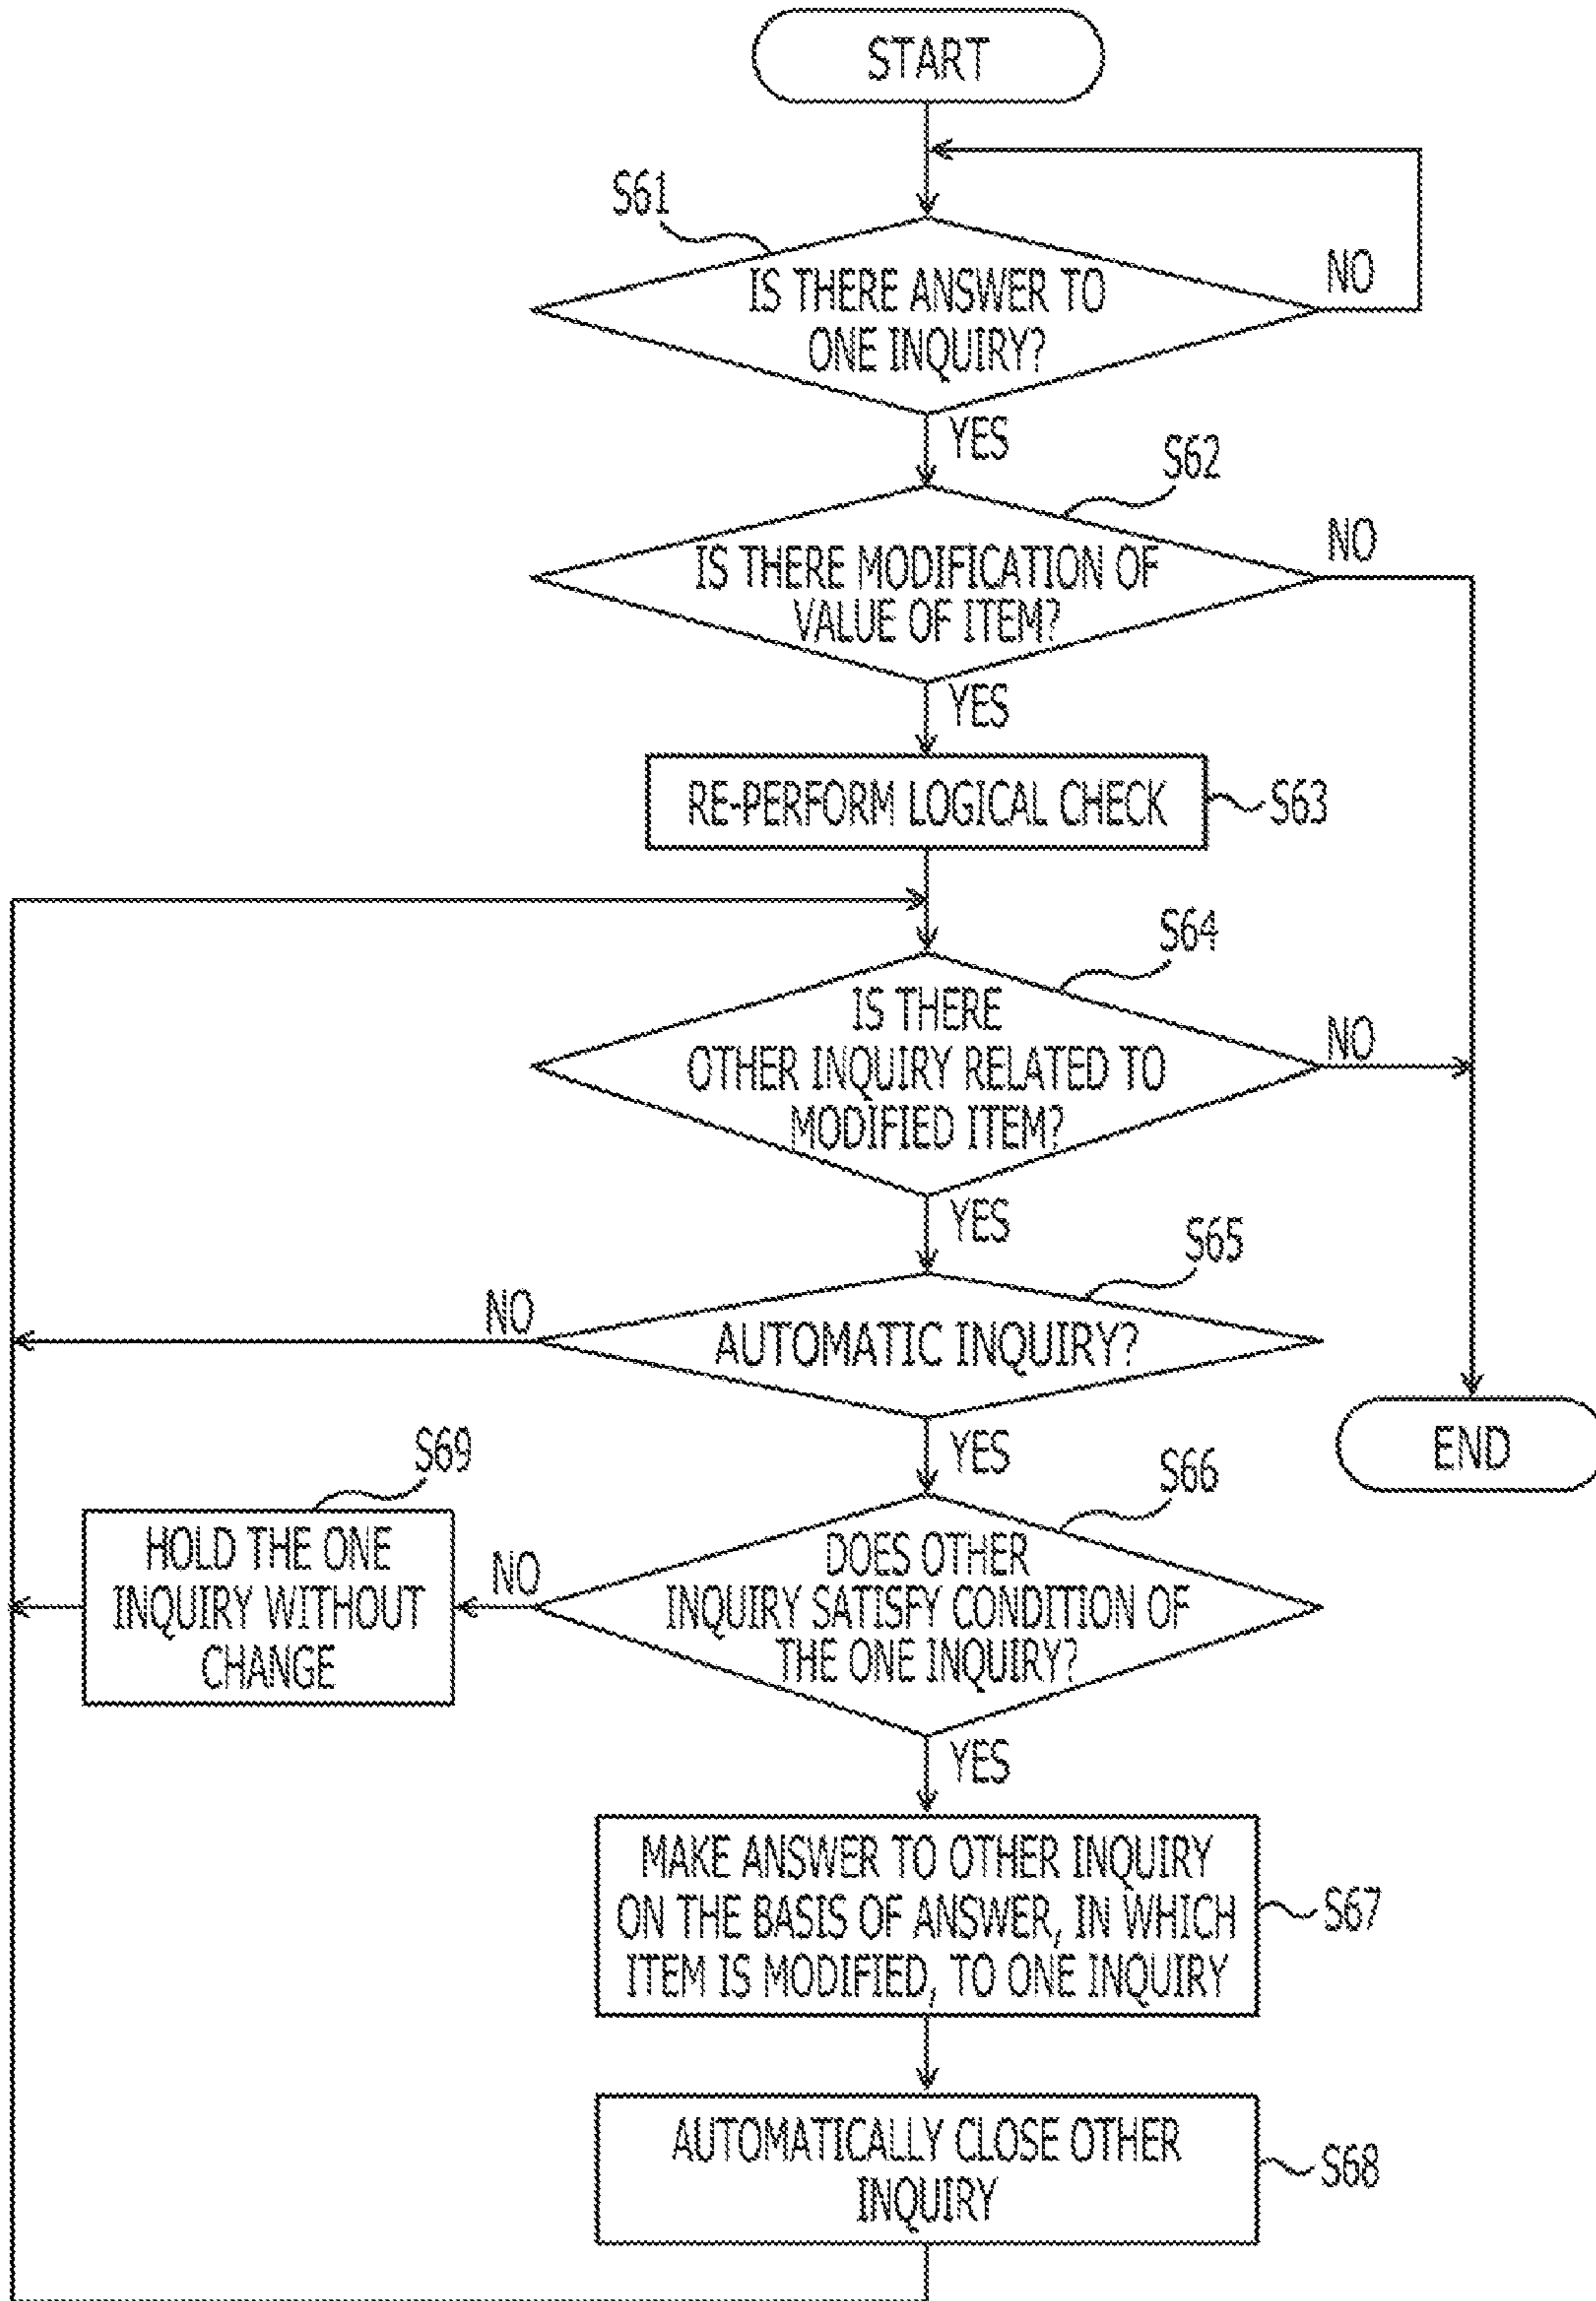 START
S61
IS THERE ANSWER TO
ONE INQUIRY?
NO
YES
S62
IS THERE MODIFICATION OF
VALUE OF ITEM?
NO
YES
RE-PERFORM LOGICAL CHECK
S63
S64
IS THERE
OTHER INQUIRY RELATED TO
MODIFIED ITEM?
NO
YES
S65
AUTOMATIC INQUIRY?
NO
YES
END
S69
HOLD THE ONE
INQUIRY WITHOUT
CHANGE
S66
DOES OTHER
INQUIRY SATISFY CONDITION OF
THE ONE INQUIRY?
NO
YES
MAKE ANSWER TO OTHER INQUIRY
ON THE BASIS OF ANSWER, IN WHICH
ITEM IS MODIFIED, TO ONE INQUIRY
S67
AUTOMATICALLY CLOSE OTHER
INQUIRY
S68